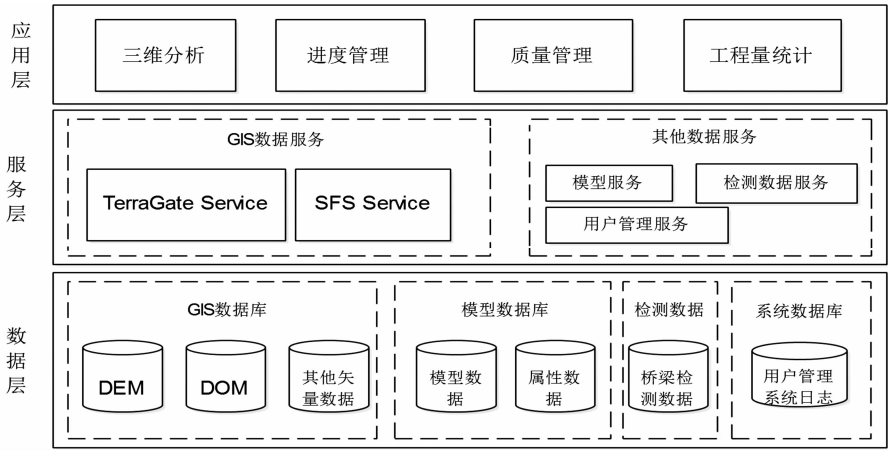 应用层
三维分析
进度管理
质量管理
工程量统计
服务层
GIS数据服务
TerraGate Service
SFS Service
其他数据服务
模型服务
检测数据服务
用户管理服务
数据层
GIS数据库
DEM
DOM
其他矢
量数据
模型数据库
模型数
据
属性数
据
检测数据
桥梁检
测数据
系统数据库
用户管理
系统日志